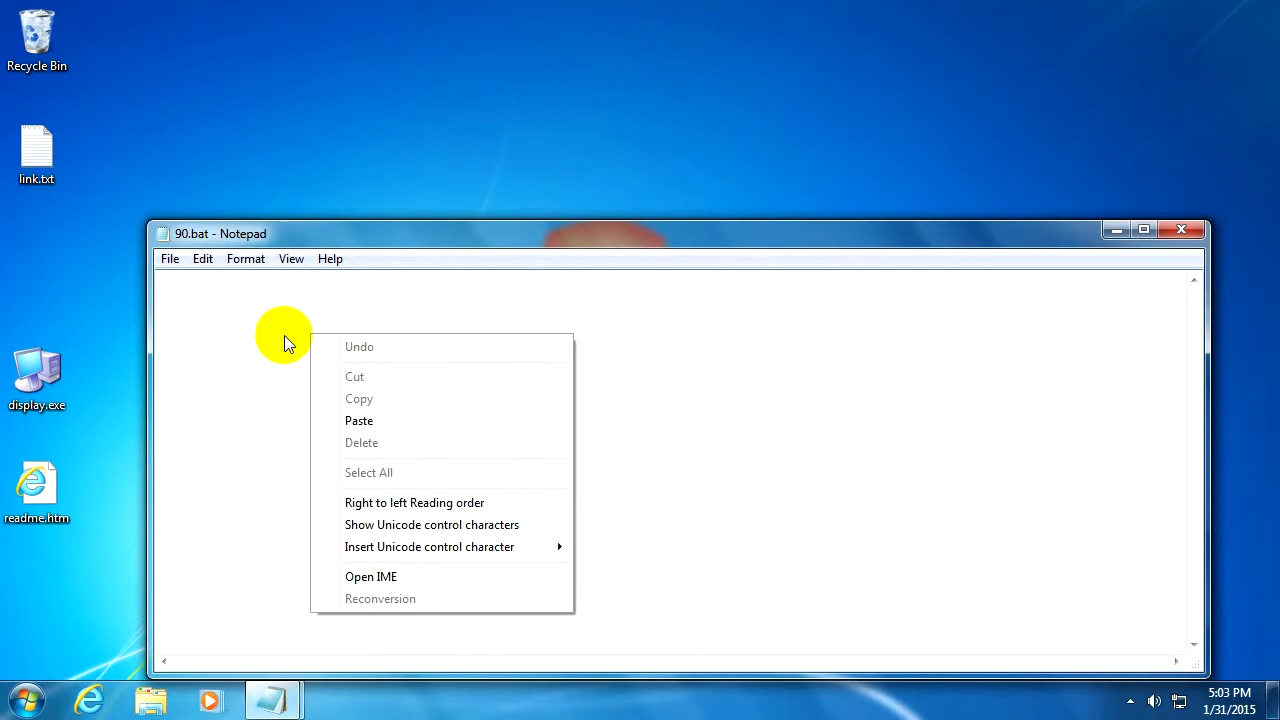 Recycle Bin
link.txt
90.bat - Notepad
File Edit Format View Help
Undo
Cut
Copy
Paste
Delete
Select All
Right to left Reading order
Show Unicode control characters
Insert Unicode control character
Open IME
Reconversion
display.exe
readme.htm
5:03 PM
1/31/2015